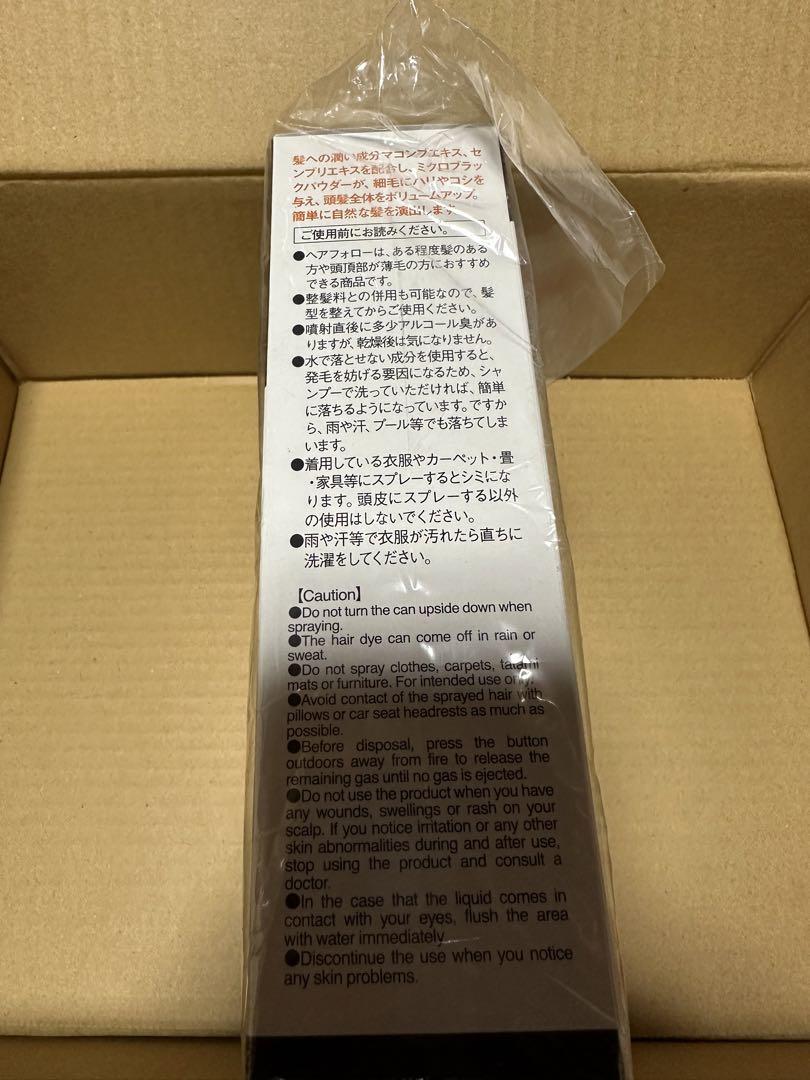 髪への潤い成分マコンブエキス、セ
ンブリエキスを配合し、ミクロブラッ
クパウダーが、細毛にハリやコシを
与え、頭髪全体をボリュームアップ。
簡単に自然な髪を演出します。
ご使用前にお読みください。
●ヘアフォローは、ある程度髪のある
方や頭頂部が薄毛の方におすすめ
できる商品です。
●整髪料との併用も可能なので、髪
型を整えてからご使用ください。
●噴射直後に多少アルコール臭があ
りますが、乾燥後は気になりません。
●水で落とせない成分を使用すると、
発毛を妨げる要因になるため、シャ
ンプーで洗っていただければ、簡単
に落ちるようになっています。ですか
ら、雨や汗、プール等でも落ちてしま
います。
●着用している衣服やカーペット・畳
・家具等にスプレーするとシミにな
ります。頭皮にスプレーする以外
の使用はしないでください。
●雨や汗等で衣服が汚れたら直ちに
洗濯をしてください。
【Caution】
●Do not turn the can upside down when
spraying.
●The hair dye can come off in rain or
sweat.
●Do not spray clothes, carpets, tatami
mats or furniture. For intended use only.
●Avoid contact of the sprayed hair with
pillows or car seat headrests as much as
possible.
●Before disposal, press the button
outdoors away from fire to release the
remaining gas until no gas is ejected.
●Do not use the product when you have
any wounds, swellings or rash on your
scalp. If you notice irritation or any other
skin abnormalities during and after use,
stop using the product and consult a
doctor.
●In the case that the liquid comes in
contact with your eyes, flush the area
with water immediately.
●Discontinue the use when you notice
any skin problems.